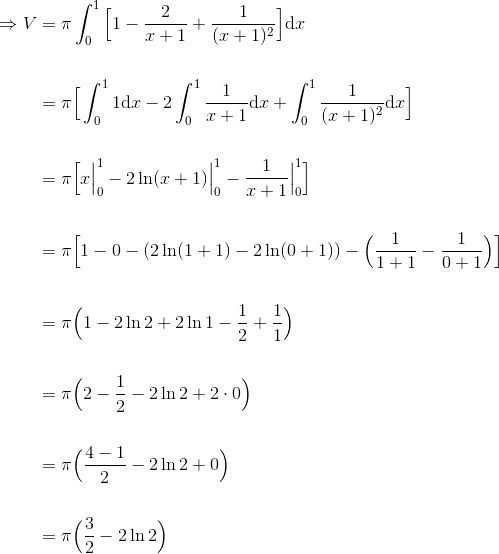 ⇒ V = π ∫₀¹ [1 − 2/(x+1) + 1/(x+1)²]dx
= π[∫₀¹ 1dx − 2 ∫₀¹ 1/(x+1) dx + ∫₀¹ 1/(x+1)² dx]
= π[x|₀¹ − 2 ln(x+1)|₀¹ − 1/(x+1)|₀¹]
= π[1 − 0 − (2 ln(1+1) − 2 ln(0+1)) − (1/(1+1) − 1/(0+1))]
= π(1 − 2 ln 2 + 2 ln 1 − 1/2 + 1/1)
= π(2 − 1/2 − 2 ln 2 + 2 · 0)
= π((4−1)/2 − 2 ln 2 + 0)
= π(3/2 − 2 ln 2)